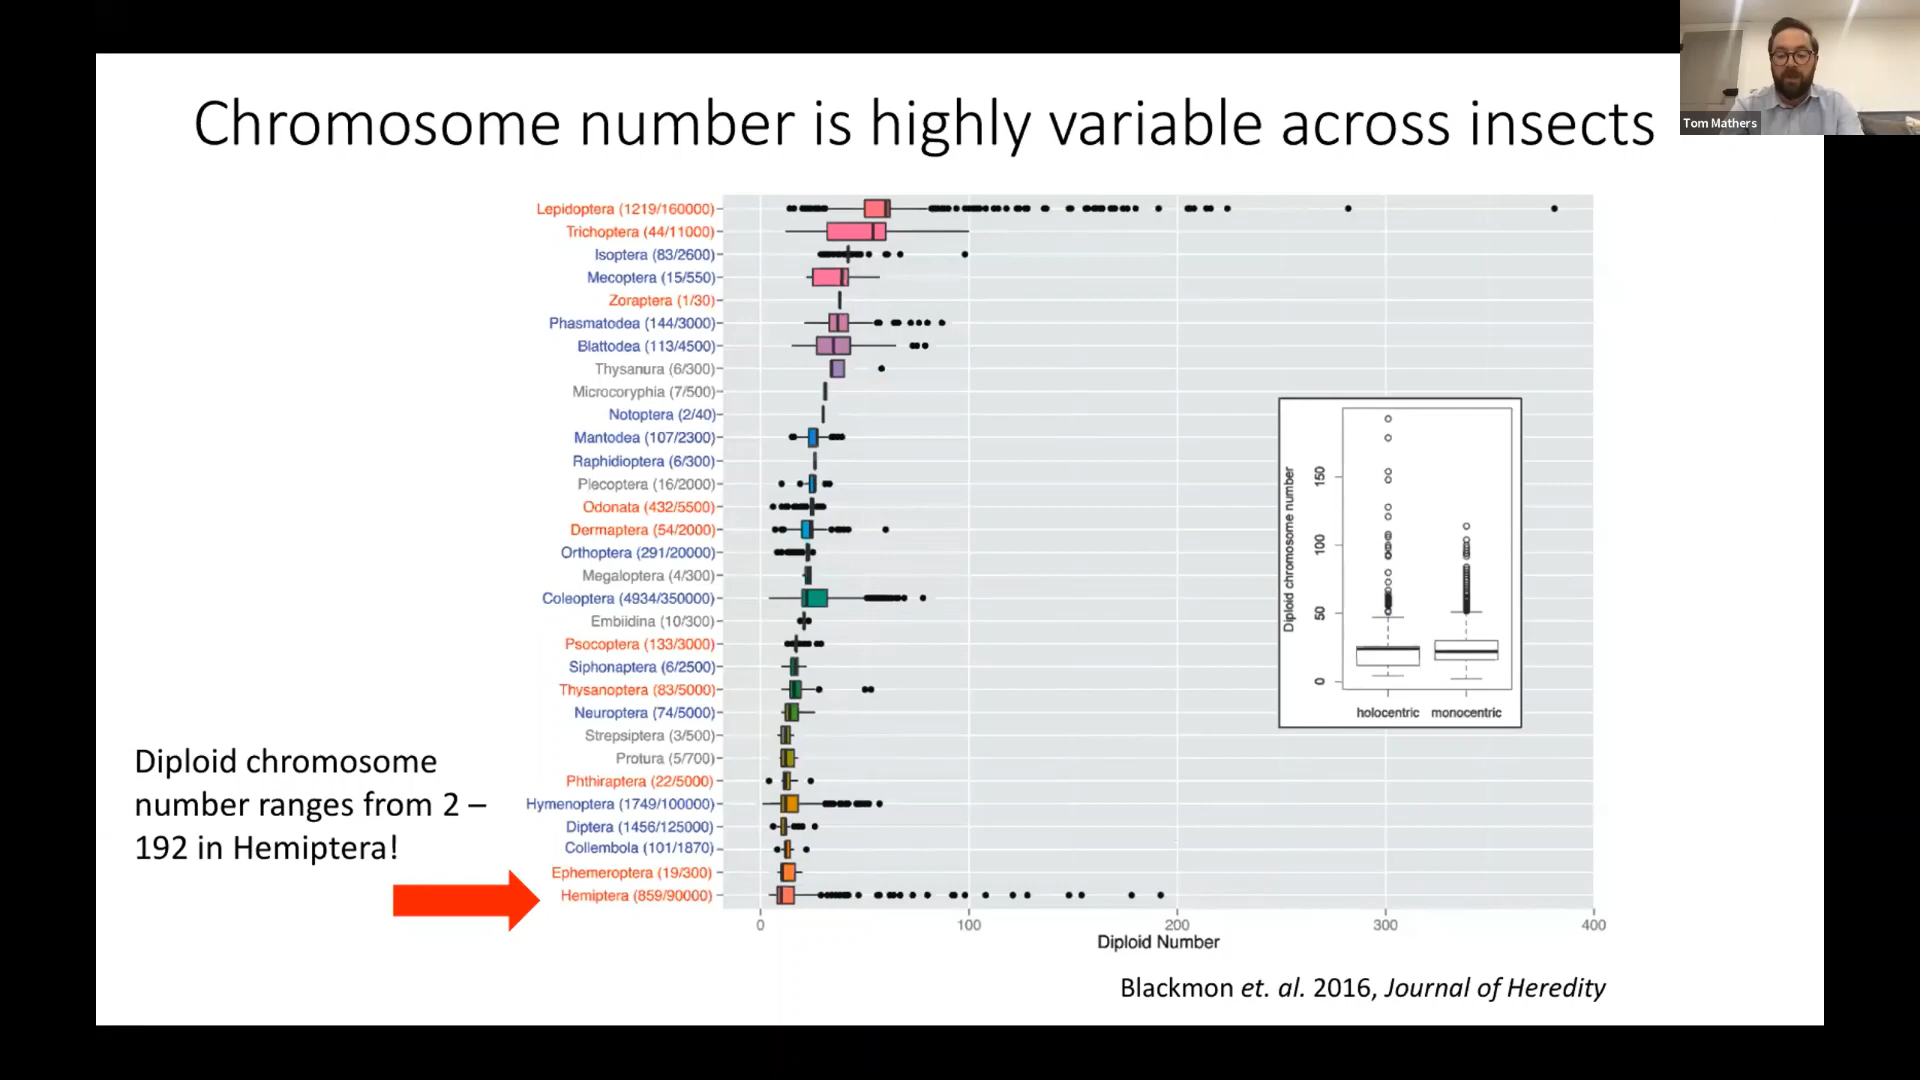 Chromosome number is highly variable across insects
Tom Mathers
Lepidoptera (1219/160000)
Trichoptera (44/11000)
Isoptera (83/2600)
Mecoptera (15/550)
Zoraptera (1/30)
Phasmatodea (144/3000)
Blattodea (113/4500)
Thysanura (6/300)
Microcoryphia (7/500)
Notoptera (2/40)
Mantodea (107/2300)
Raphidioptera (6/300)
Plecoptera (16/2000)
Odonata (432/5500)
Dermaptera (54/2000)
Orthoptera (291/20000)
Megaloptera (4/300)
Coleoptera (4934/350000)
Embiidina (10/300)
Psocoptera (133/3000)
Siphonaptera (6/2500)
Thysanoptera (83/5000)
Neuroptera (74/5000)
Strepsiptera (3/500)
Protura (5/700)
Phthiraptera (22/5000)
Hymenoptera (1749/100000)
Diptera (1456/125000)
Collembola (101/1870)
Ephemeroptera (19/300)
Hemiptera (859/90000)
0 100 200 300 400
Diploid Number
Diploid chromosome number
150
100
50
0
holocentric monocentric
Diploid chromosome
number ranges from 2 –
192 in Hemiptera!
Blackmon et. al. 2016, Journal of Heredity